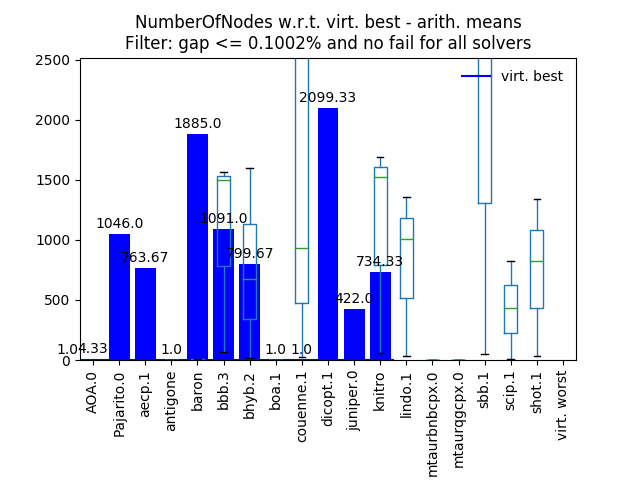 NumberOfNodes w.r.t. virt. best - arith. means
Filter: gap <= 0.1002% and no fail for all solvers
2500
2000
1500
1000
500
0
virt. best
1.0
4.33
1046.0
763.67
1.0
1885.0
1091.0
799.67
1.0
1.0
2099.33
422.0
734.33
AOA.0
Pajarito.0
aecp.1
antigone
baron
bbb.3
bhyb.2
boa.1
couenne.1
dicopt.1
juniper.0
knitro
lindo.1
mtaurbnbcpx.0
mtaurqgcpx.0
sbb.1
scip.1
shot.1
virt. worst